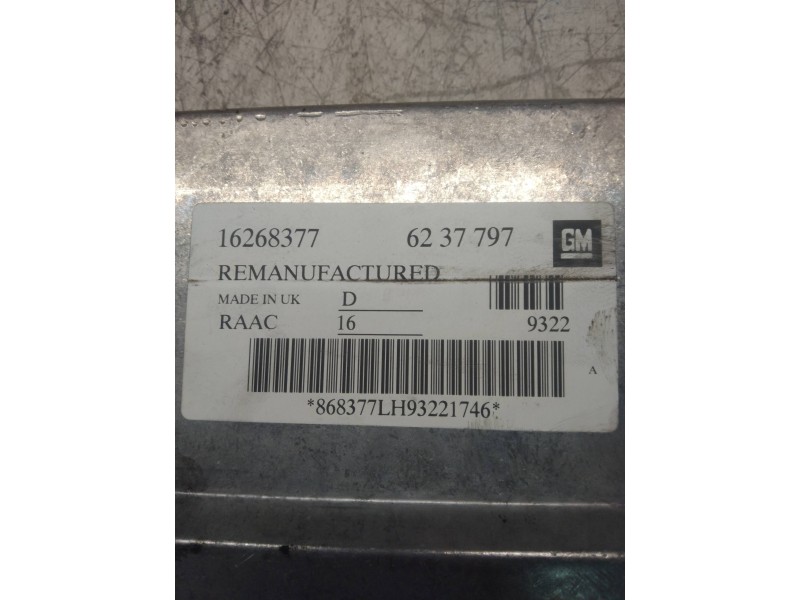 16268377 62 37 797 GM
REMANUFACTURED
MADE IN UK D
RAAC 16 9322
A
*868377LH93221746*